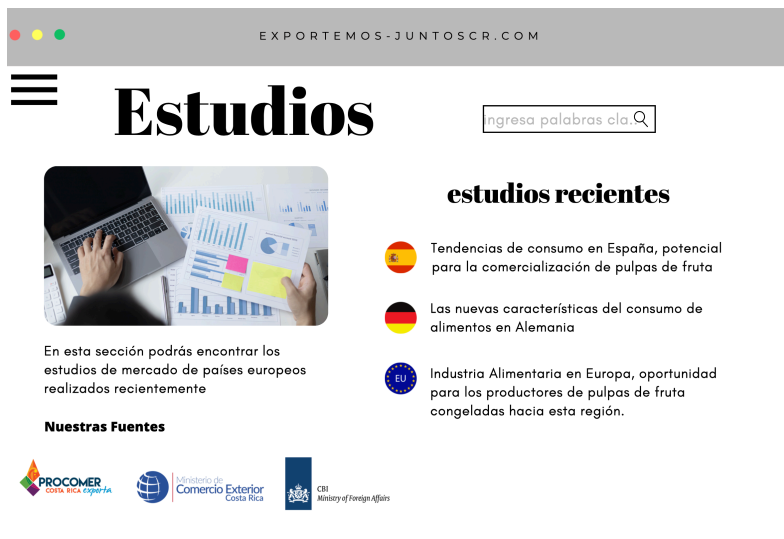 EXPORTEMOS-JUNTOSCR.COM
Estudios
ingresa palabras cla..
estudios recientes
Tendencias de consumo en España, potencial
para la comercialización de pulpas de fruta
Las nuevas características del consumo de
alimentos en Alemania
EU
Industria Alimentaria en Europa, oportunidad
para los productores de pulpas de fruta
congeladas hacia esta región.
En esta sección podrás encontrar los
estudios de mercado de países europeos
realizados recientemente
Nuestras Fuentes
PROCOMER
COSTA RICA exporta
Ministerio de
Comercio Exterior
Costa Rica
CBI
Ministry of Foreign Affairs